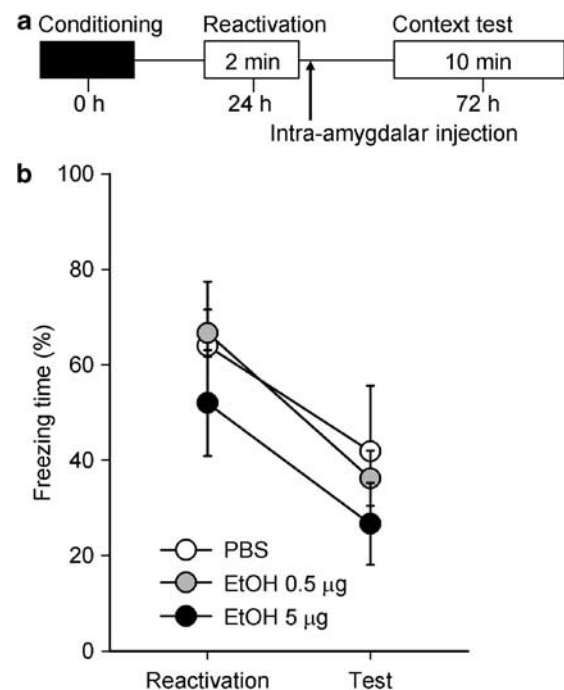 a Conditioning Reactivation Context test
2 min 10 min
0 h 24 h 72 h
Intra-amygdalar injection
b
100
80
60
40
20
0
Freezing time (%)
PBS
EtOH 0.5 μg
EtOH 5 μg
Reactivation Test